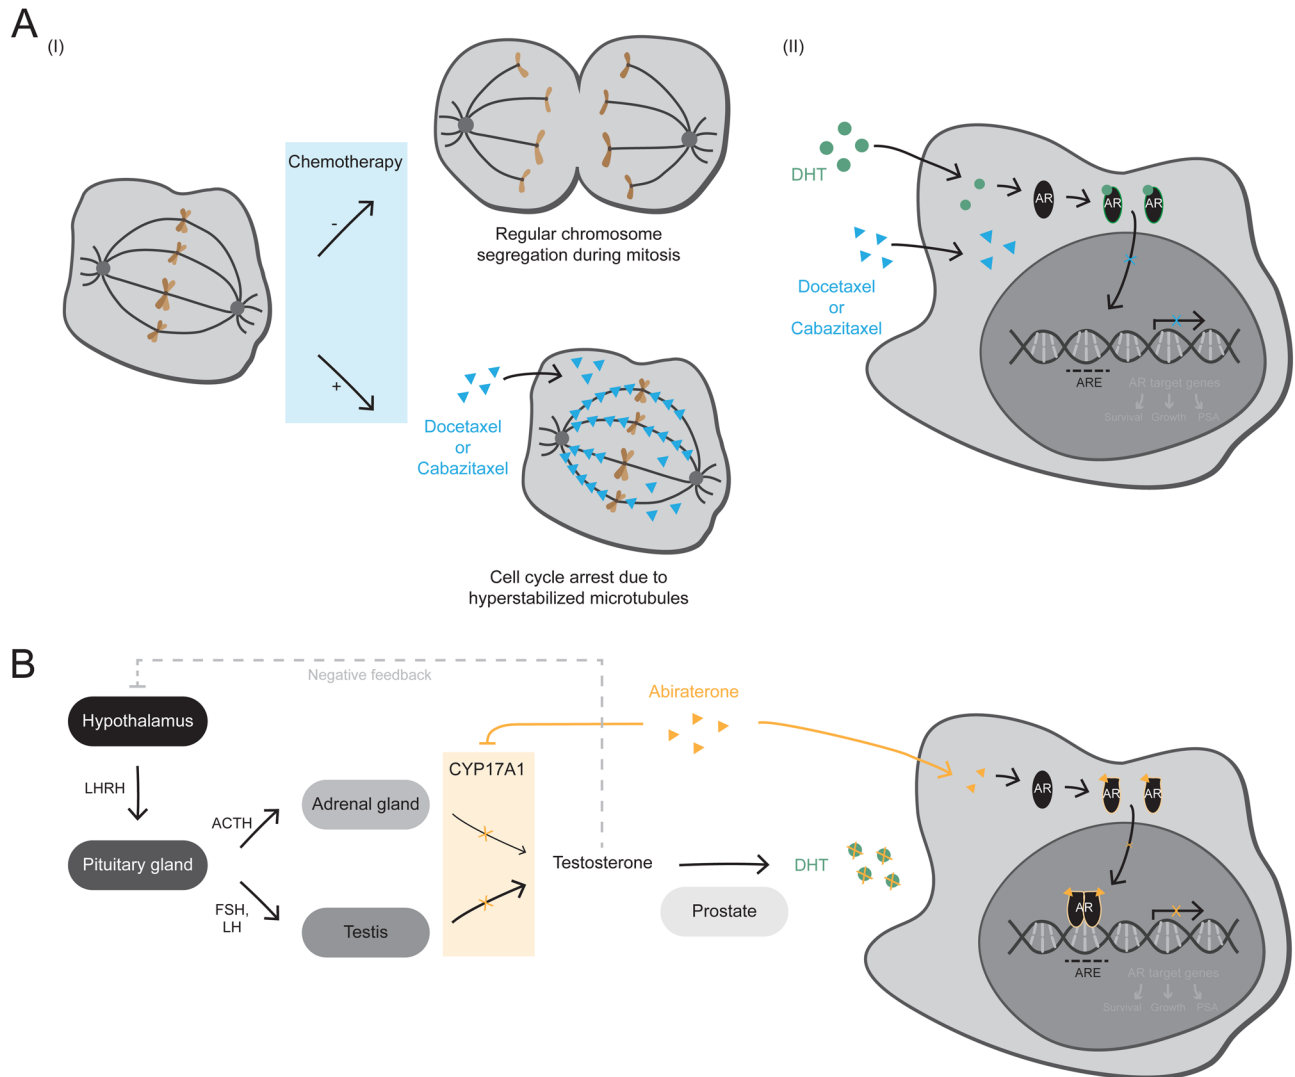 A
(I)
Chemotherapy
-
+
Regular chromosome
segregation during mitosis
Docetaxel
or
Cabazitaxel
Cell cycle arrest due to
hyperstabilized microtubules
(II)
DHT
AR
AR
AR
Docetaxel
or
Cabazitaxel
ARE
AR target genes
Survival
Growth
PSA
B
Negative feedback
Hypothalamus
LHRH
Pituitary gland
ACTH
FSH,
LH
Adrenal gland
Testis
CYP17A1
Abiraterone
Testosterone
Prostate
DHT
AR
AR
AR
AR
ARE
AR target genes
Survival
Growth
PSA